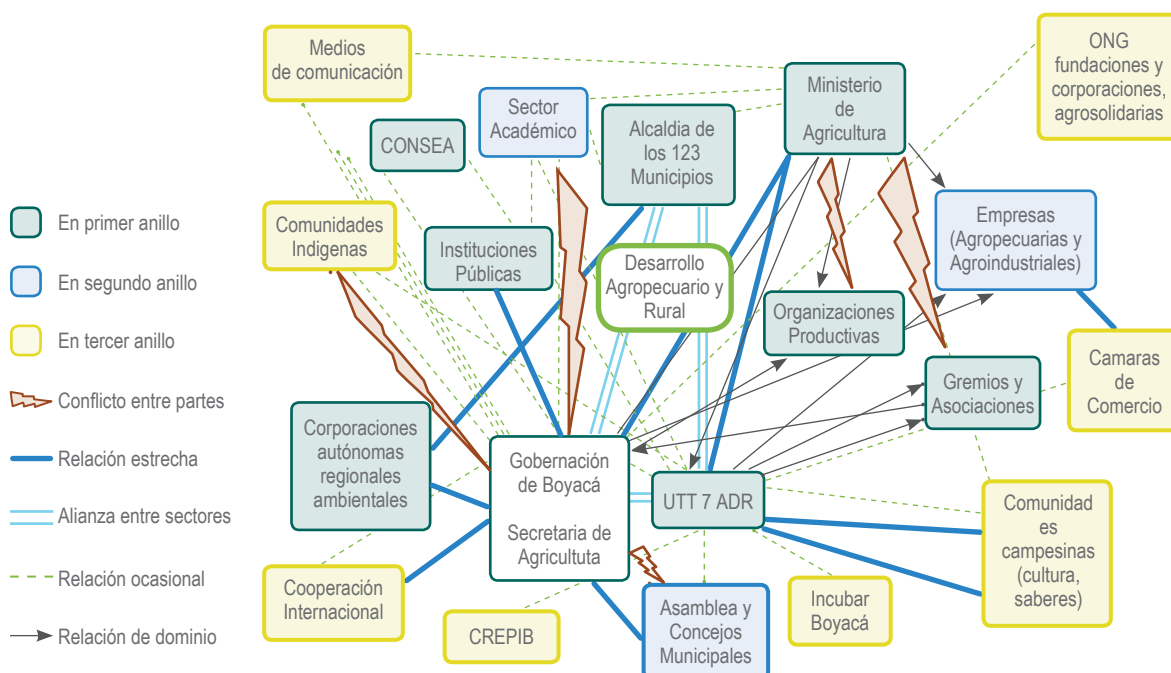 Medios
de comunicación
CONSEA
Sector
Académico
Alcaldia de
los 123
Municipios
Ministerio
de
Agricultura
ONG
fundaciones y
corporaciones,
agrosolidarias
En primer anillo
En segundo anillo
En tercer anillo
Conflicto entre partes
Relación estrecha
Alianza entre sectores
Relación ocasional
Relación de dominio
Comunidades
Indigenas
Instituciones
Públicas
Desarrollo
Agropecuario y
Rural
Organizaciones
Productivas
Empresas
(Agropecuarias y
Agroindustriales)
Gremios y
Asociaciones
Camaras
de
Comercio
Corporaciones
autónomas
regionales
ambientales
Gobernación
de Boyacá
Secretaria de
Agricultuta
UTT 7 ADR
Comunidad
es
campesinas
(cultura,
saberes)
Cooperación
Internacional
CREPIB
Asamblea y
Concejos
Municipales
Incubar
Boyacá